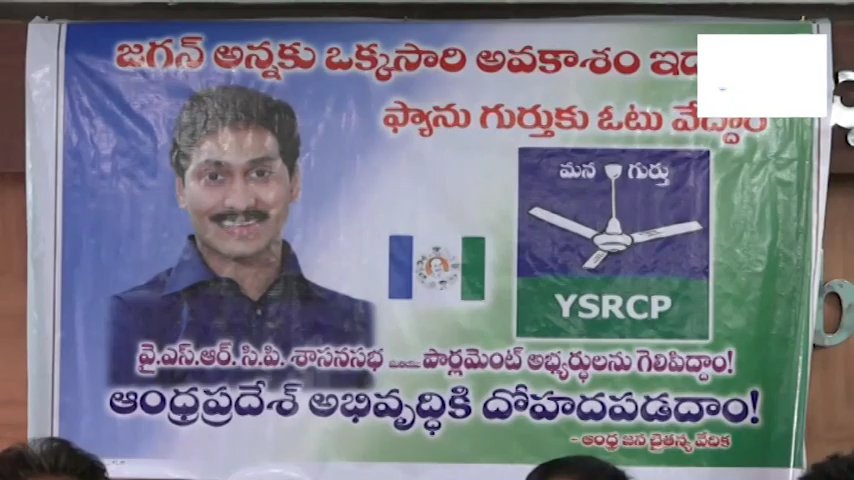 జగన్ అన్నకు ఒక్కసారి అవకాశం
ఫ్యాను గుర్తుకు ఓటు వేద్దాం
మన గుర్తు
YSRCP
వై.ఎస్.ఆర్. సి.పి. శాసనసభ మరియు పార్లమెంట్ అభ్యర్థులను గెలిపిద్దాం!
ఆంధ్రప్రదేశ్ అభివృద్ధికి దోహదపడదాం!
- ఆంధ్ర జన చైతన్య వేదిక